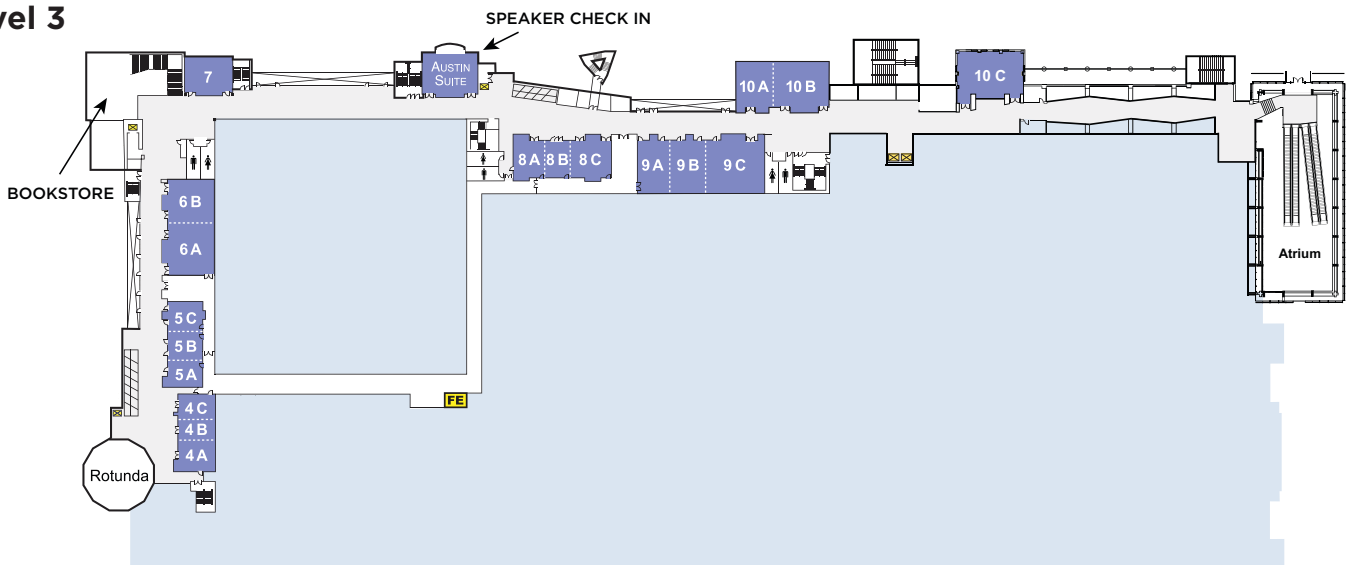 vel 3
SPEAKER CHECK IN
7
AUSTIN
SUITE
10 A
10 B
10 C
BOOKSTORE
8 A
8 B
8 C
9 A
9 B
9 C
6 B
6 A
Atrium
5 C
5 B
5 A
4 C
4 B
4 A
FE
Rotunda